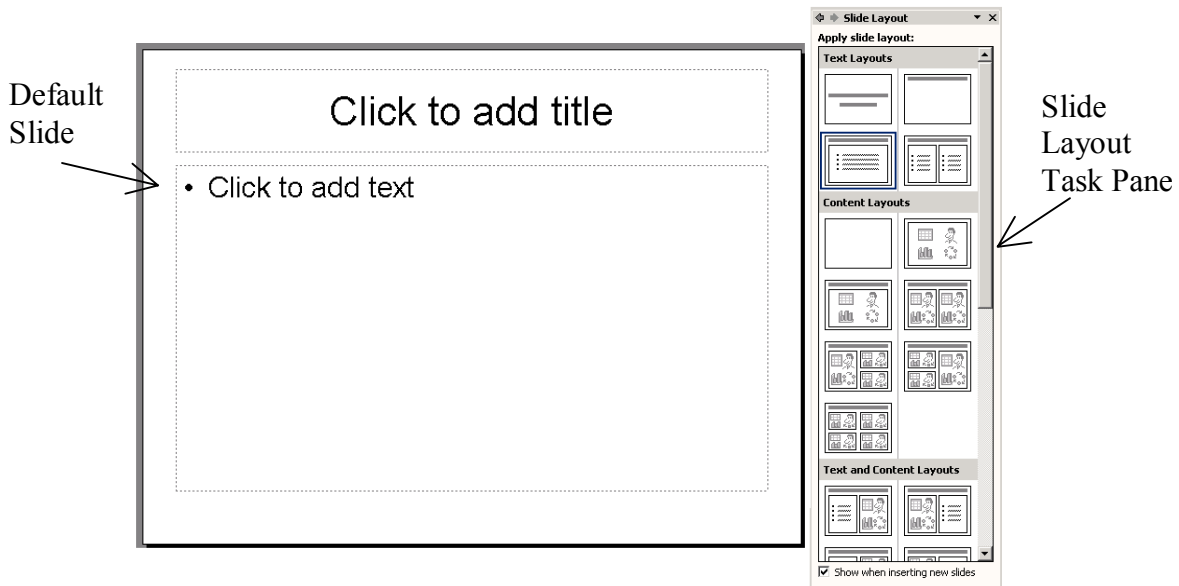 Default
Slide
Click to add title
• Click to add text
Slide Layout
Apply slide layout:
Text Layouts
Content Layouts
Text and Content Layouts
Show when inserting new slides
Slide
Layout
Task Pane